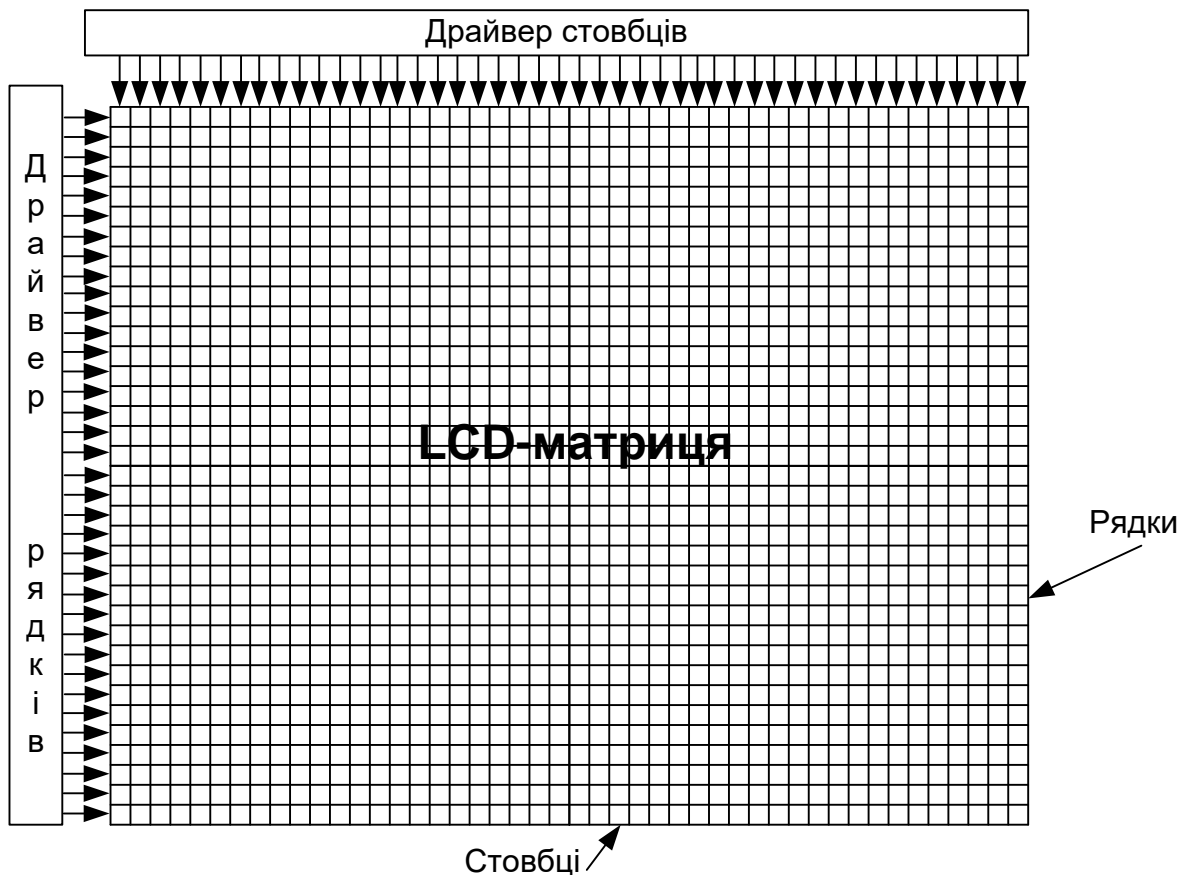 Драйвер стовбців
Драйвер рядків
LCD-матриця
Рядки
Стовбці